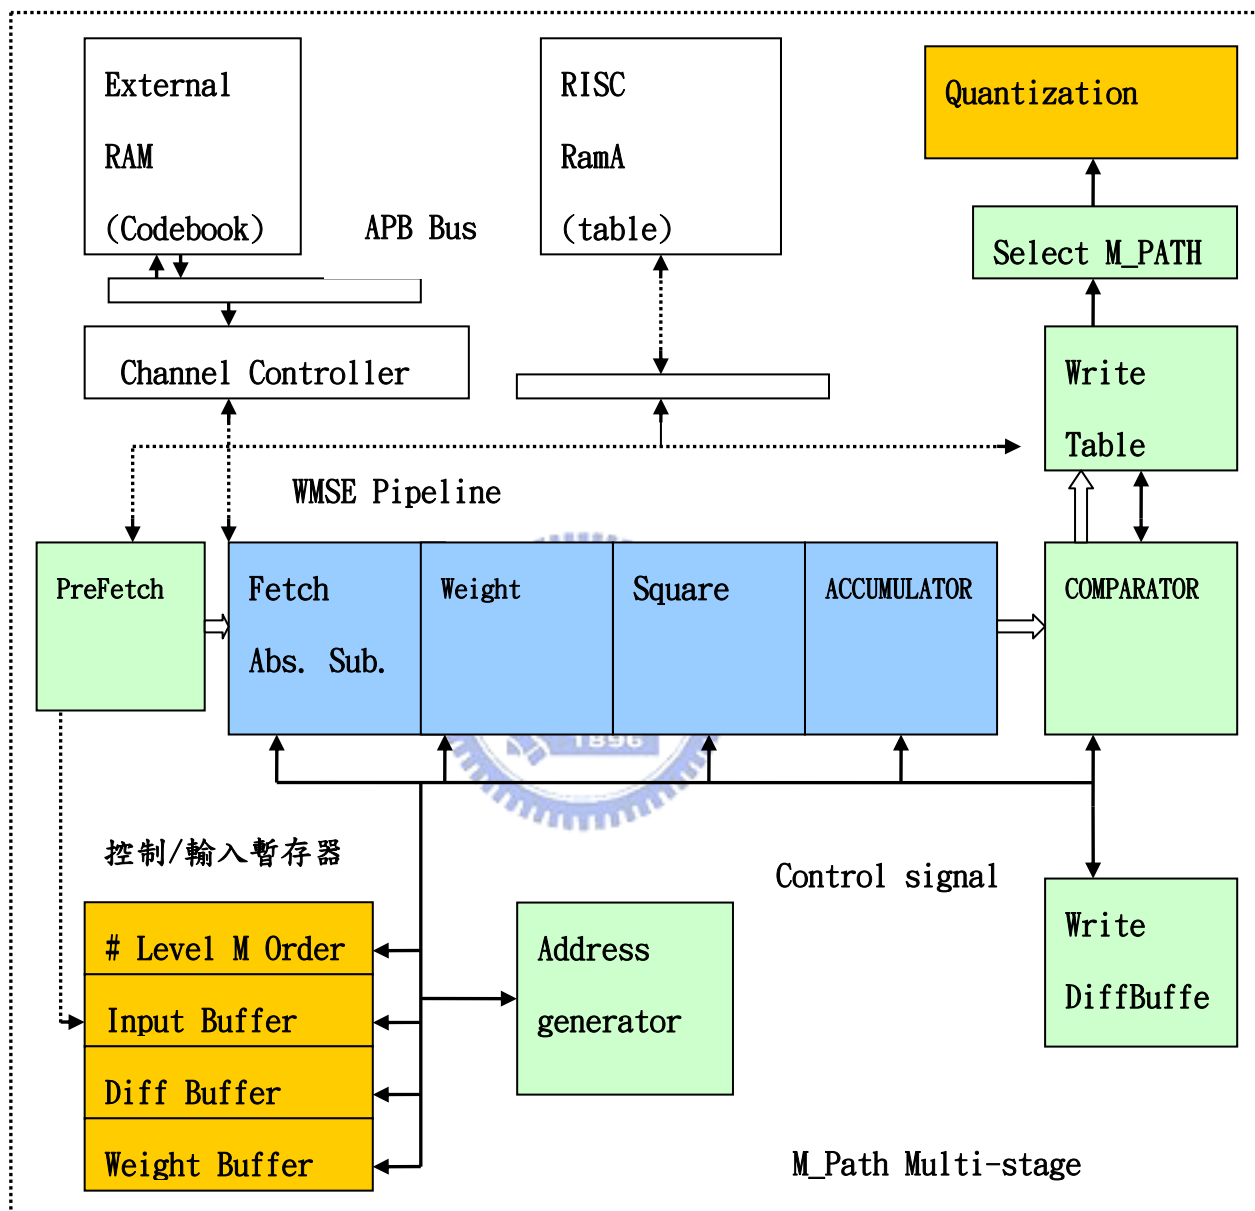 External
RAM
(Codebook)
APB Bus
RISC
RamA
(table)
Quantization
Select M_PATH
Channel Controller
Write
Table
WMSE Pipeline
PreFetch
Fetch
Abs. Sub.
Weight
Square
ACCUMULATOR
COMPARATOR
1896
控制/輸入暫存器
Control signal
# Level M Order
Input Buffer
Diff Buffer
Weight Buffer
Address
generator
Write
DiffBuffe
M_Path Multi-stage